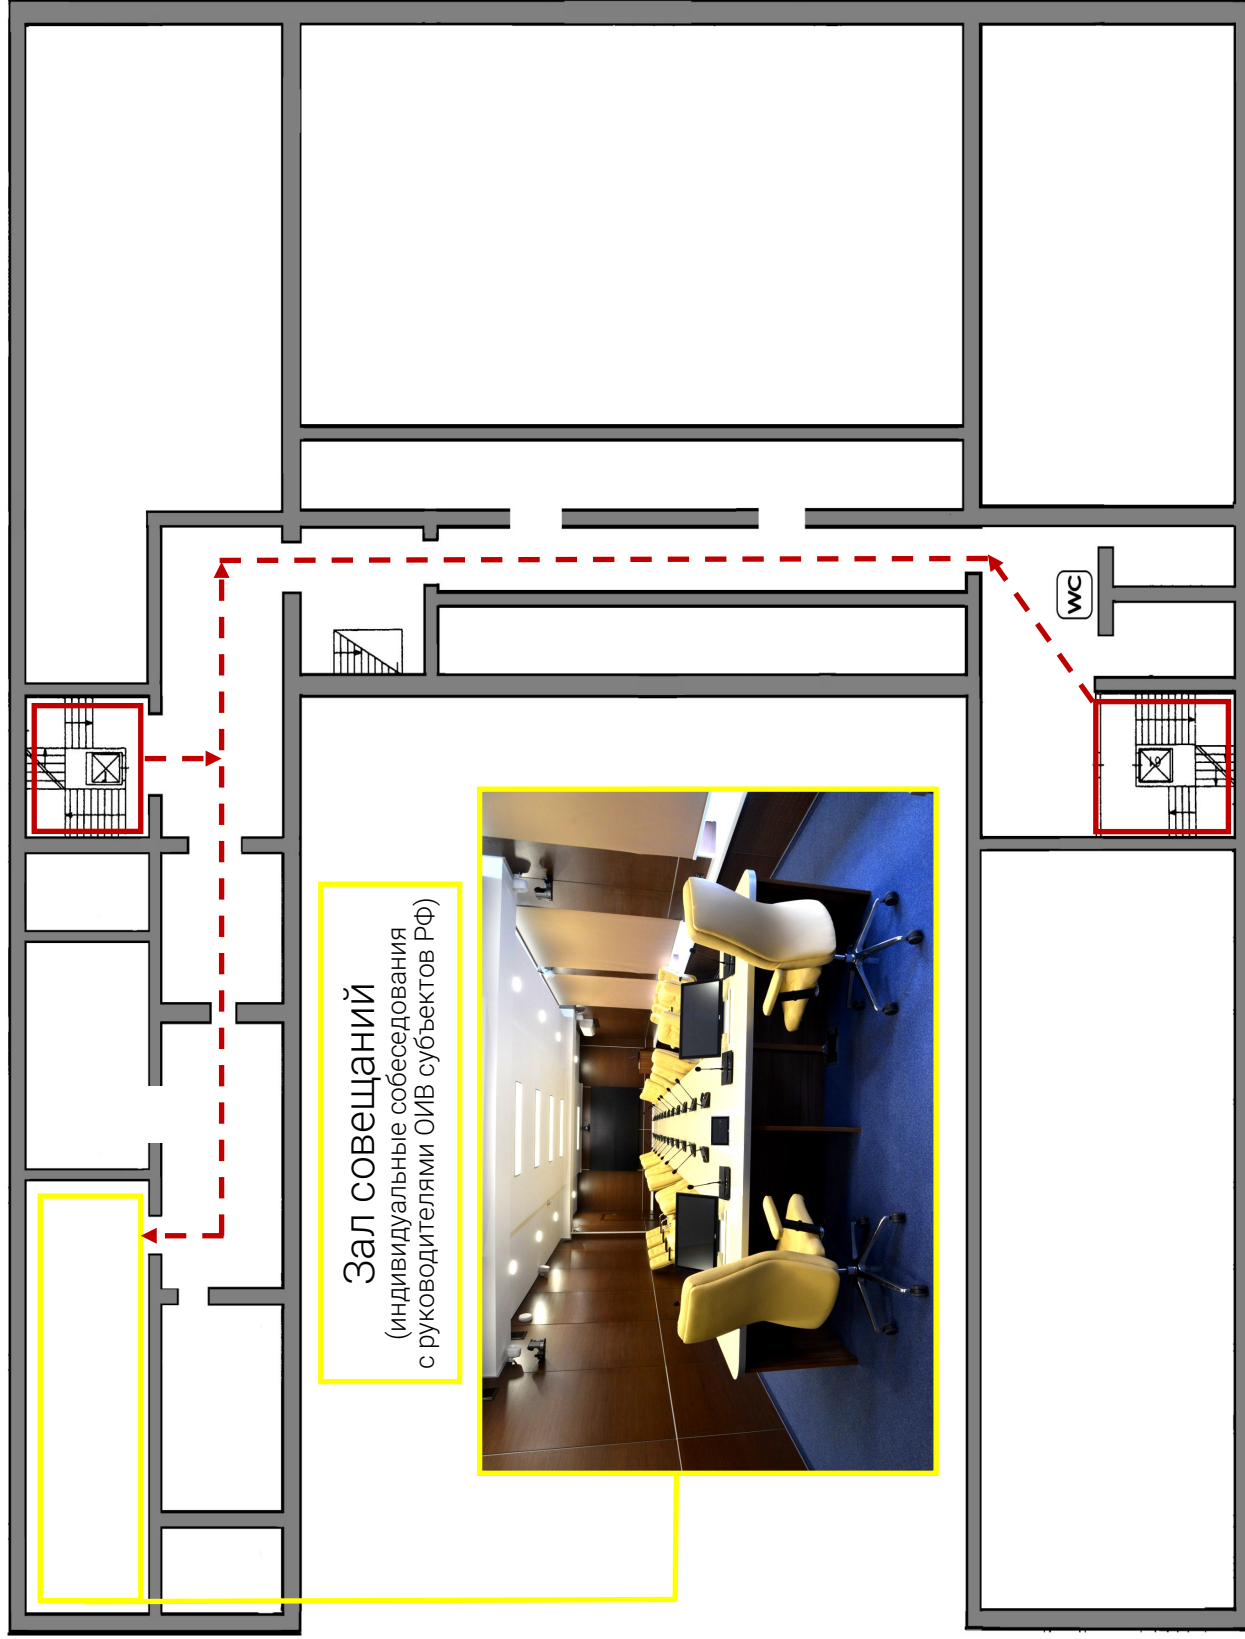 Зал совещаний
(индивидуальные собеседования
с руководителями ОИВ субъектов РФ)
WC